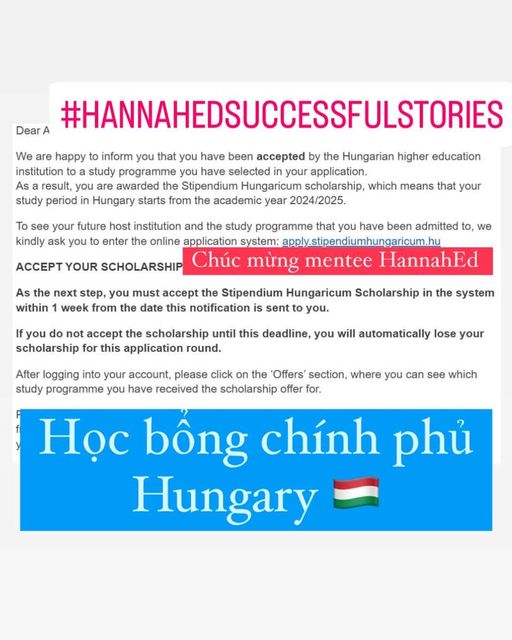 #HANNAHEDSUCCESSFULSTORIES
Dear A
We are happy to inform you that you have been accepted by the Hungarian higher education
institution to a study programme you have selected in your application.
As a result, you are awarded the Stipendium Hungaricum scholarship, which means that your
study period in Hungary starts from the academic year 2024/2025.
To see your future host institution and the study programme that you have been admitted to, we
kindly ask you to enter the online application system: apply.stipendiumhungaricum.hu
ACCEPT YOUR SCHOLARSHIP
Chúc mừng mentee HannahEd
As the next step, you must accept the Stipendium Hungaricum Scholarship in the system
within 1 week from the date this notification is sent to you.
If you do not accept the scholarship until this deadline, you will automatically lose your
scholarship for this application round.
After logging into your account, please click on the 'Offers' section, where you can see which
study programme you have received the scholarship offer for.
Học bổng chính phủ
Hungary